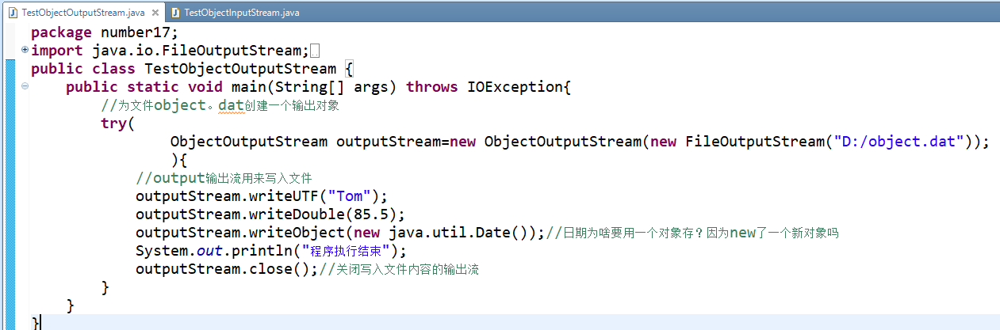 TestObjectOutputStream.java TestObjectInputStream.java
package number17;
import java.io.FileOutputStream;
public class TestObjectOutputStream {
public static void main(String[] args) throws IOException{
//为文件object。dat创建一个输出对象
try(
ObjectOutputStream outputStream=new ObjectOutputStream(new FileOutputStream("D:/object.dat"));
){
//output输出流用来写入文件
outputStream.writeUTF("Tom");
outputStream.writeDouble(85.5);
outputStream.writeObject(new java.util.Date());//日期为啥要用一个对象存？因为new了一个新对象吗
System.out.println("程序执行结束");
outputStream.close();//关闭写入文件内容的输出流
}
}
}